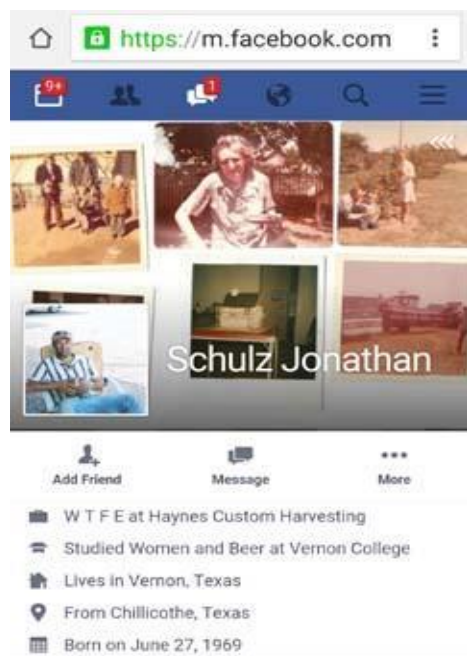 https://m.facebook.com
9+
1
Schulz Jonathan
Add Friend
Message
More
W T F E at Haynes Custom Harvesting
Studied Women and Beer at Vernon College
Lives in Vernon, Texas
From Chillicothe, Texas
Born on June 27, 1969